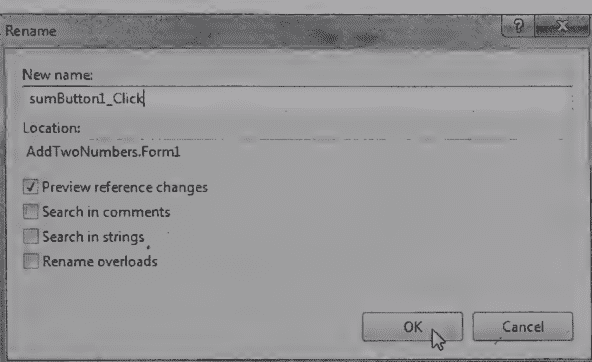 Rename
New name:
sumButton1_Click
Location:
AddTwoNumbers.Form1
Preview reference changes
Search in comments
Search in strings
Rename overloads
OK
Cancel